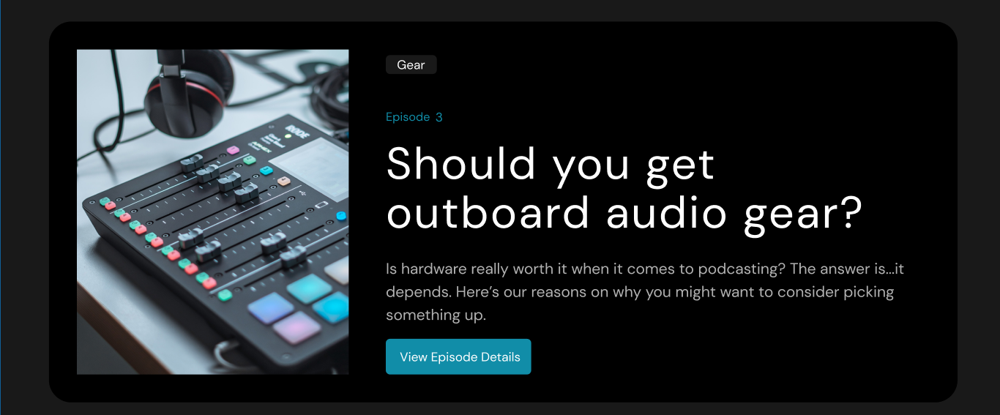 Gear
Episode 3
Should you get
outboard audio gear?
Is hardware really worth it when it comes to podcasting? The answer is...it
depends. Here’s our reasons on why you might want to consider picking
something up.
View Episode Details
RØDE